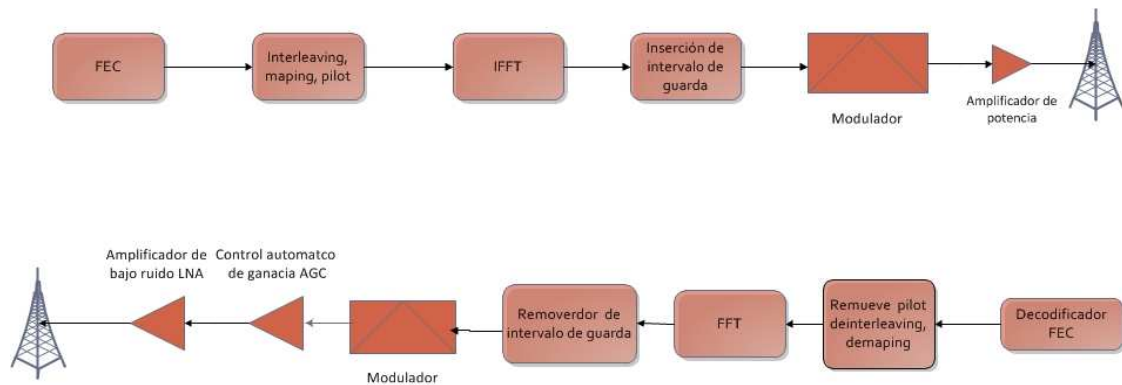 FEC
Interleaving,
maping, pilot
IFFT
Inserción de
intervalo de
guarda
Modulador
Amplificador de
potencia
Amplificador de
bajo ruido LNA
Control automatco
de ganacia AGC
Modulador
Removerdor de
intervalo de guarda
FFT
Remueve pilot
deinterleaving,
demaping
Decodificador
FEC